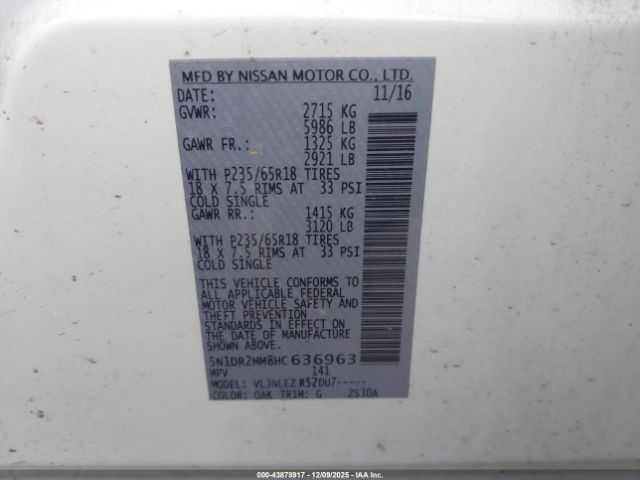 MFD BY NISSAN MOTOR CO., LTD.
DATE: 11/16
GVWR: 2715 KG
5986 LB
GAWR FR.: 1325 KG
2921 LB
WITH P235/65R18 TIRES
18 X 7.5 RIMS AT 33 PSI
COLD SINGLE
GAWR RR.: 1415 KG
3120 LB
WITH P235/65R18 TIRES
18 X 7.5 RIMS AT 33 PSI
COLD SINGLE
THIS VEHICLE CONFORMS TO
ALL APPLICABLE FEDERAL
MOTOR VEHICLE SAFETY AND
THEFT PREVENTION
STANDARDS IN EFFECT ON
THE DATE OF MANUFACTURE
SHOWN ABOVE.
5N1DR2MM8HC636963
MPV 141
MODEL: VLJNLEZ R52DU7-----
COLOR: QAK TRIM: G ZS30A
000-43878917 - 12/09/2025 - IAA Inc.